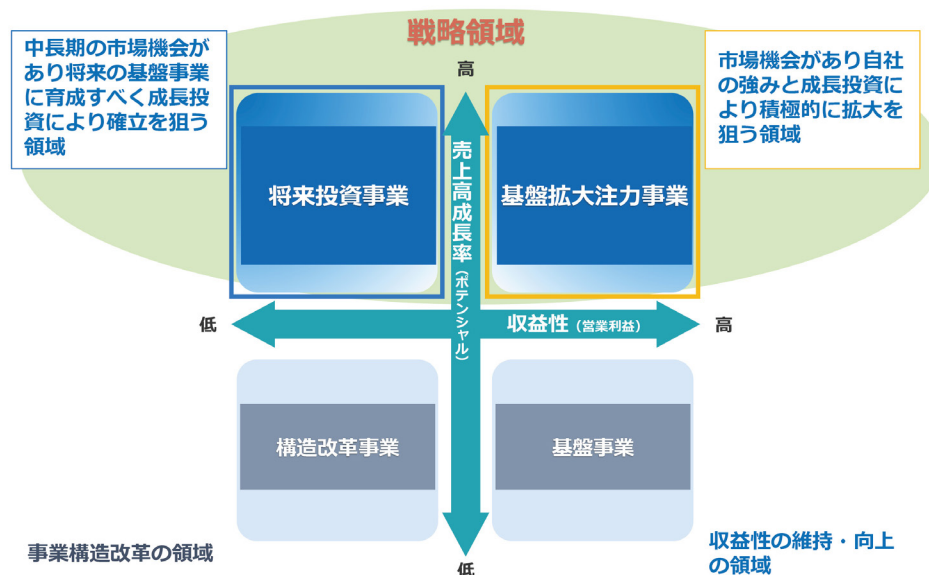 戦略領域
中長期の市場機会が
あり将来の基盤事業
に育成すべく成長投
資により確立を狙う
領域
市場機会があり自社
の強みと成長投資に
より積極的に拡大を
狙う領域
高
将来投資事業
基盤拡大注力事業
売上高成長率(ポテンシャル)
低
収益性(営業利益)
高
構造改革事業
基盤事業
事業構造改革の領域
低
収益性の維持・向上
の領域